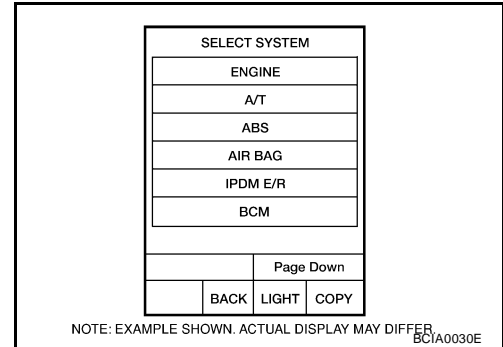 SELECT SYSTEM
ENGINE
A/T
ABS
AIR BAG
IPDM E/R
BCM
Page Down
BACK LIGHT COPY
NOTE: EXAMPLE SHOWN. ACTUAL DISPLAY MAY DIFFER.
BCIA0030E